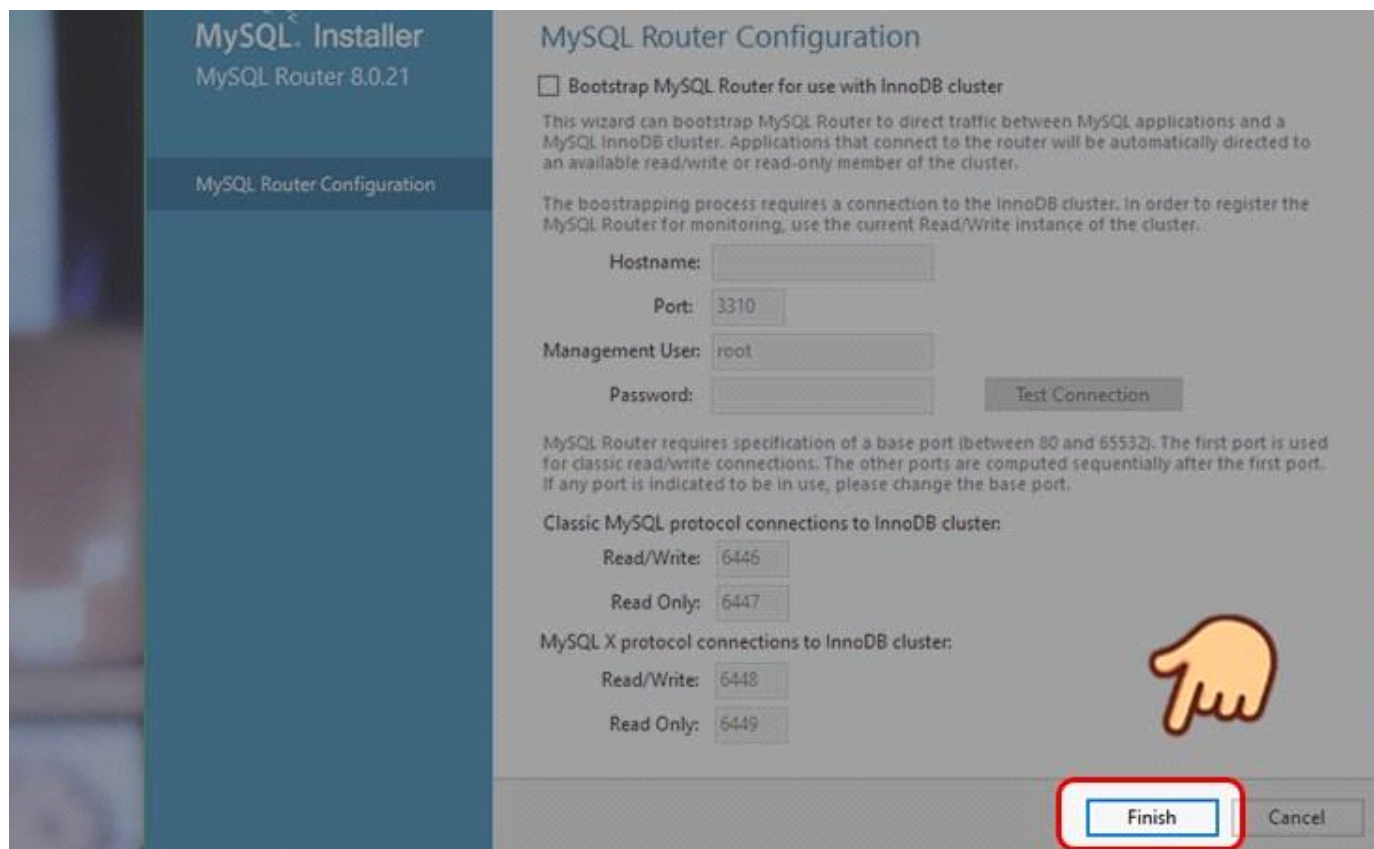 MySQL. Installer
MySQL Router 8.0.21
MySQL Router Configuration
MySQL Router Configuration
Bootstrap MySQL Router for use with InnoDB cluster
This wizard can bootstrap MySQL Router to direct traffic between MySQL applications and a
MySQL InnoDB cluster. Applications that connect to the router will be automatically directed to
an available read/write or read-only member of the cluster.
The boostrapping process requires a connection to the InnoDB cluster. In order to register the
MySQL Router for monitoring, use the current Read/Write instance of the cluster.
Hostname:
Port: 3310
Management User: root
Password:
Test Connection
MySQL Router requires specification of a base port (between 80 and 65532). The first port is used
for classic read/write connections. The other ports are computed sequentially after the first port.
If any port is indicated to be in use, please change the base port.
Classic MySQL protocol connections to InnoDB cluster:
Read/Write: 6446
Read Only: 6447
MySQL X protocol connections to InnoDB cluster:
Read/Write: 6448
Read Only: 6449
Finish
Cancel